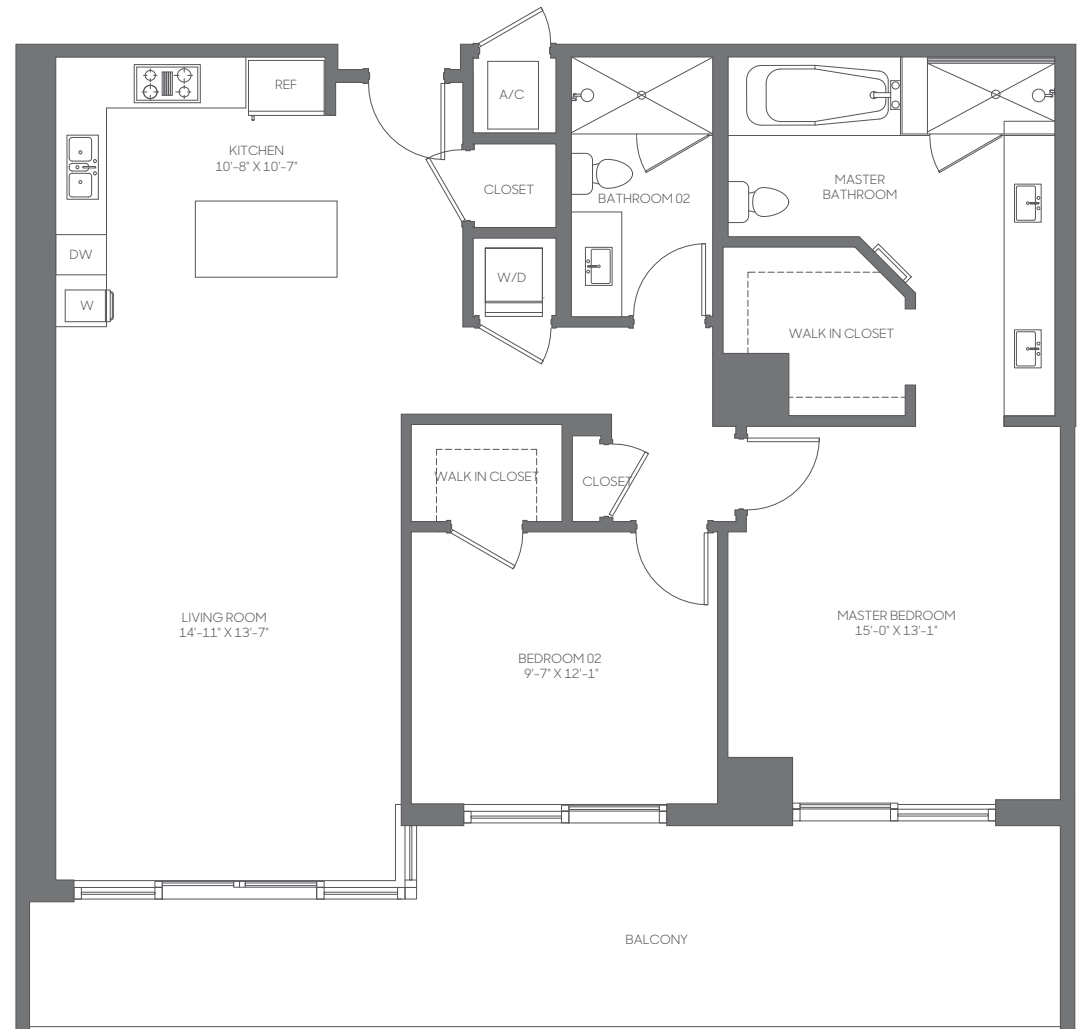 REF
A/C
KITCHEN
10'-8" X 10'-7"
CLOSET
BATHROOM 02
MASTER
BATHROOM
DW
W/D
W
WALK IN CLOSET
WALK IN CLOSET
CLOSET
LIVING ROOM
14'-11" X 13'-7"
MASTER BEDROOM
15'-0" X 13'-1"
BEDROOM 02
9'-7" X 12'-1"
BALCONY